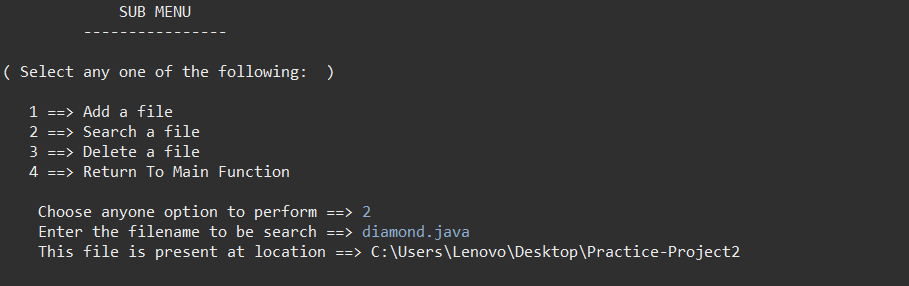 SUB MENU
----------------
( Select any one of the following:  )
1 ==> Add a file
2 ==> Search a file
3 ==> Delete a file
4 ==> Return To Main Function
Choose anyone option to perform ==> 2
Enter the filename to be search ==> diamond.java
This file is present at location ==> C:\Users\Lenovo\Desktop\Practice-Project2